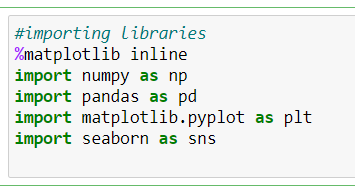 #importing libraries
%matplotlib inline
import numpy as np
import pandas as pd
import matplotlib.pyplot as plt
import seaborn as sns